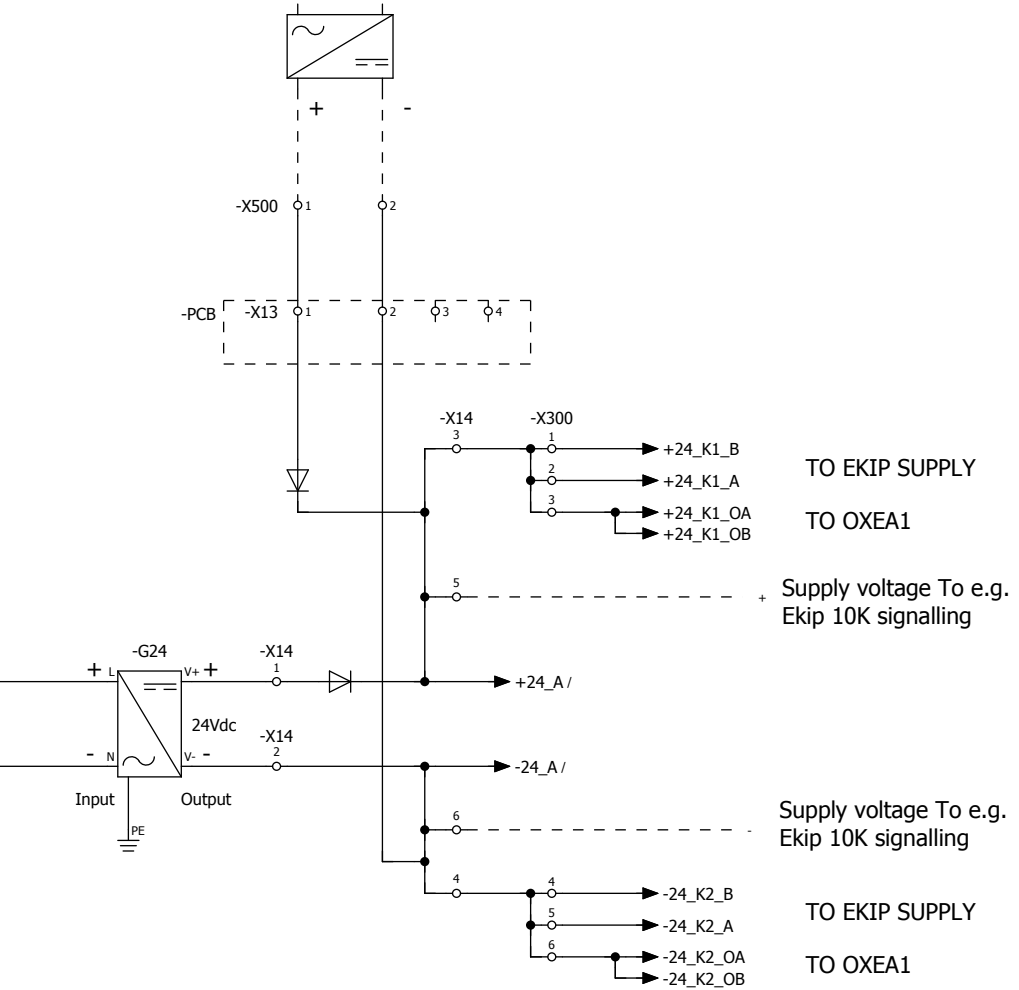 + -
-X500 1 2
-PCB -X13 1 2 3 4
-X14 -X300
3 1 +24_K1_B
2 +24_K1_A
TO EKIP SUPPLY
3 +24_K1_OA
+24_K1_OB
TO OXEA1
5 + Supply voltage To e.g.
Ekip 10K signalling
-G24 -X14
+ L V+ + 1 +24_A /
24Vdc
-X14
- N V- - 2 -24_A /
Input Output
PE
6 - Supply voltage To e.g.
Ekip 10K signalling
4 4 -24_K2_B
5 -24_K2_A
TO EKIP SUPPLY
6 -24_K2_OA
-24_K2_OB
TO OXEA1